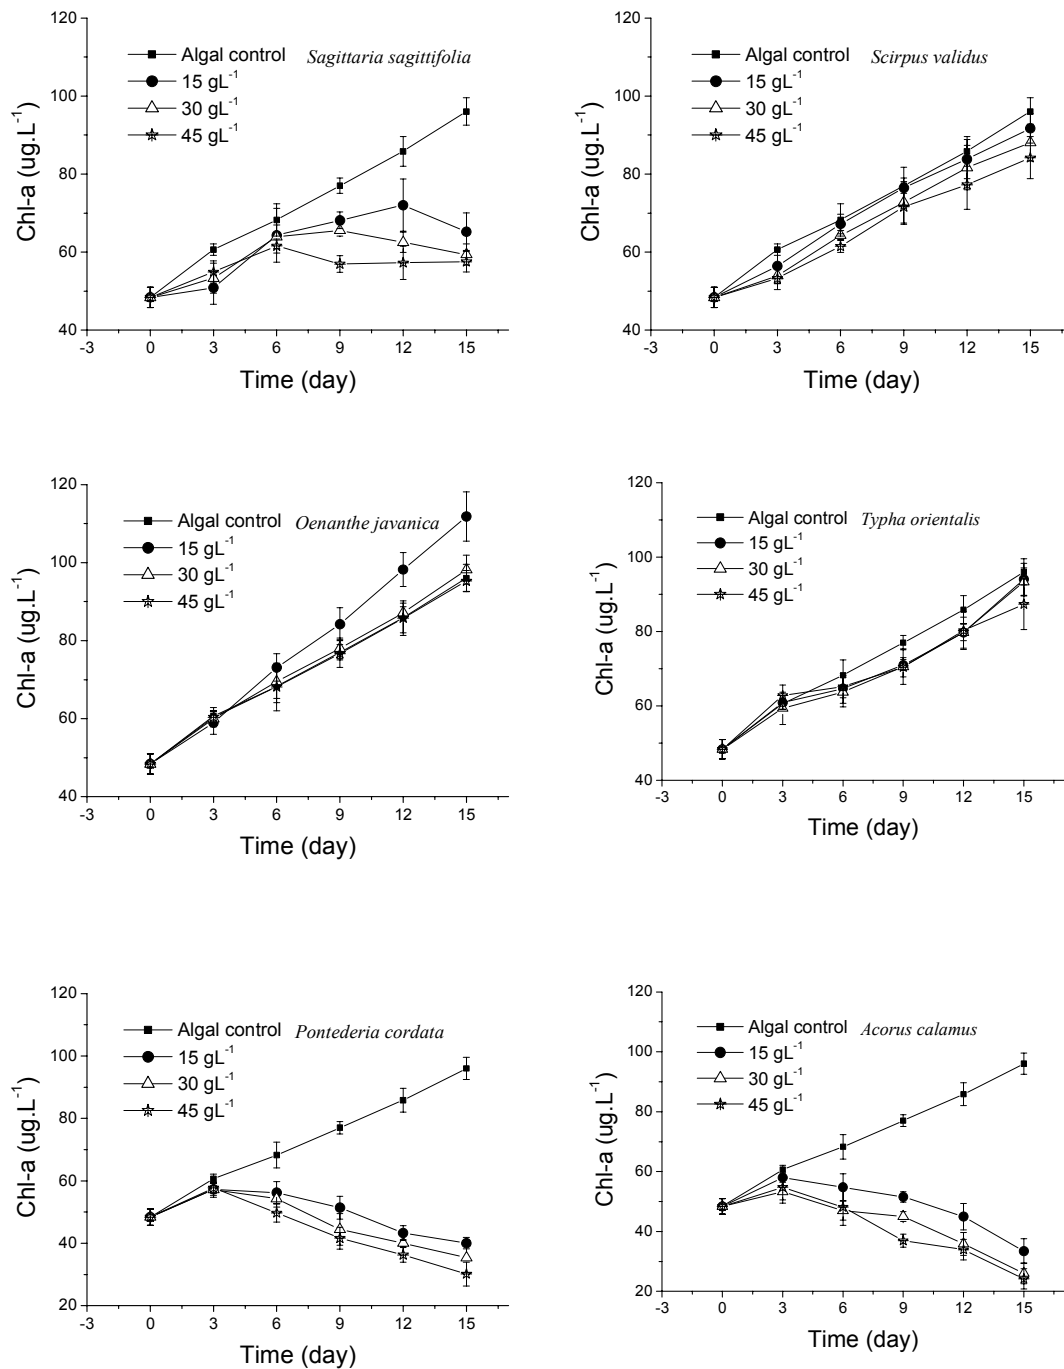 120
100
80
60
40
Chl-a (ug.L⁻¹)
Algal control
Sagittaria sagittifolia
15 gL⁻¹
30 gL⁻¹
45 gL⁻¹
-3 0 3 6 9 12 15
Time (day)
120
100
80
60
40
Chl-a (ug.L⁻¹)
Algal control
Scirpus validus
15 gL⁻¹
30 gL⁻¹
45 gL⁻¹
-3 0 3 6 9 12 15
Time (day)
120
100
80
60
40
Chl-a (ug.L⁻¹)
Algal control
Oenanthe javanica
15 gL⁻¹
30 gL⁻¹
45 gL⁻¹
-3 0 3 6 9 12 15
Time (day)
120
100
80
60
40
Chl-a (ug.L⁻¹)
Algal control
Typha orientalis
15 gL⁻¹
30 gL⁻¹
45 gL⁻¹
-3 0 3 6 9 12 15
Time (day)
120
100
80
60
40
20
Chl-a (ug.L⁻¹)
Algal control
Pontederia cordata
15 gL⁻¹
30 gL⁻¹
45 gL⁻¹
-3 0 3 6 9 12 15
Time (day)
120
100
80
60
40
20
Chl-a (ug.L⁻¹)
Algal control
Acorus calamus
15 gL⁻¹
30 gL⁻¹
45 gL⁻¹
-3 0 3 6 9 12 15
Time (day)